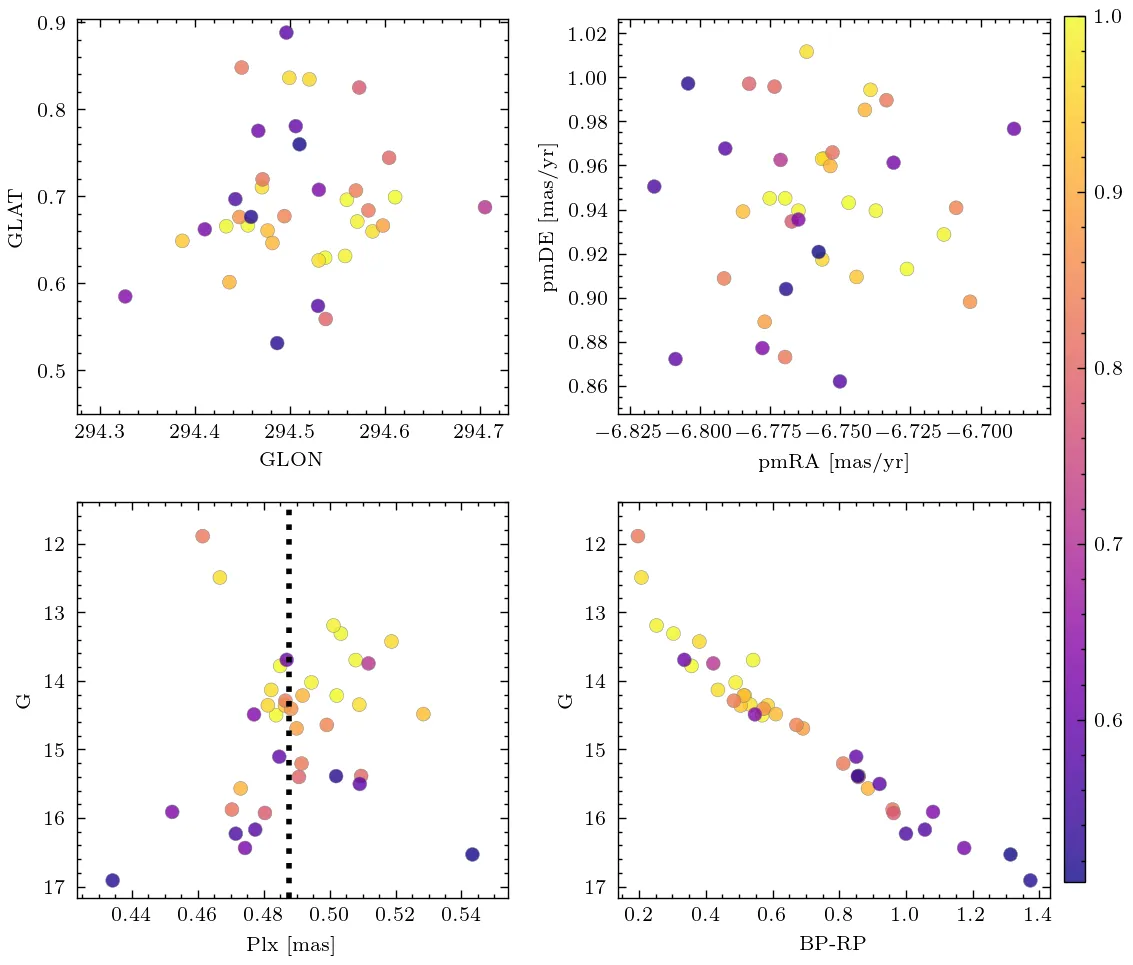 0.9
0.8
0.7
0.6
0.5
GLAT
294.3 294.4 294.5 294.6 294.7
GLON
1.02
1.00
0.98
0.96
0.94
0.92
0.90
0.88
0.86
pmDE [mas/yr]
−6.825 −6.800 −6.775 −6.750 −6.725 −6.700
pmRA [mas/yr]
1.0
0.9
0.8
0.7
0.6
12
13
14
15
16
17
G
0.44 0.46 0.48 0.50 0.52
Plx [mas]
12
13
14
15
16
17
G
0.2 0.4 0.6 0.8 1.0 1.2 1.4
BP-RP